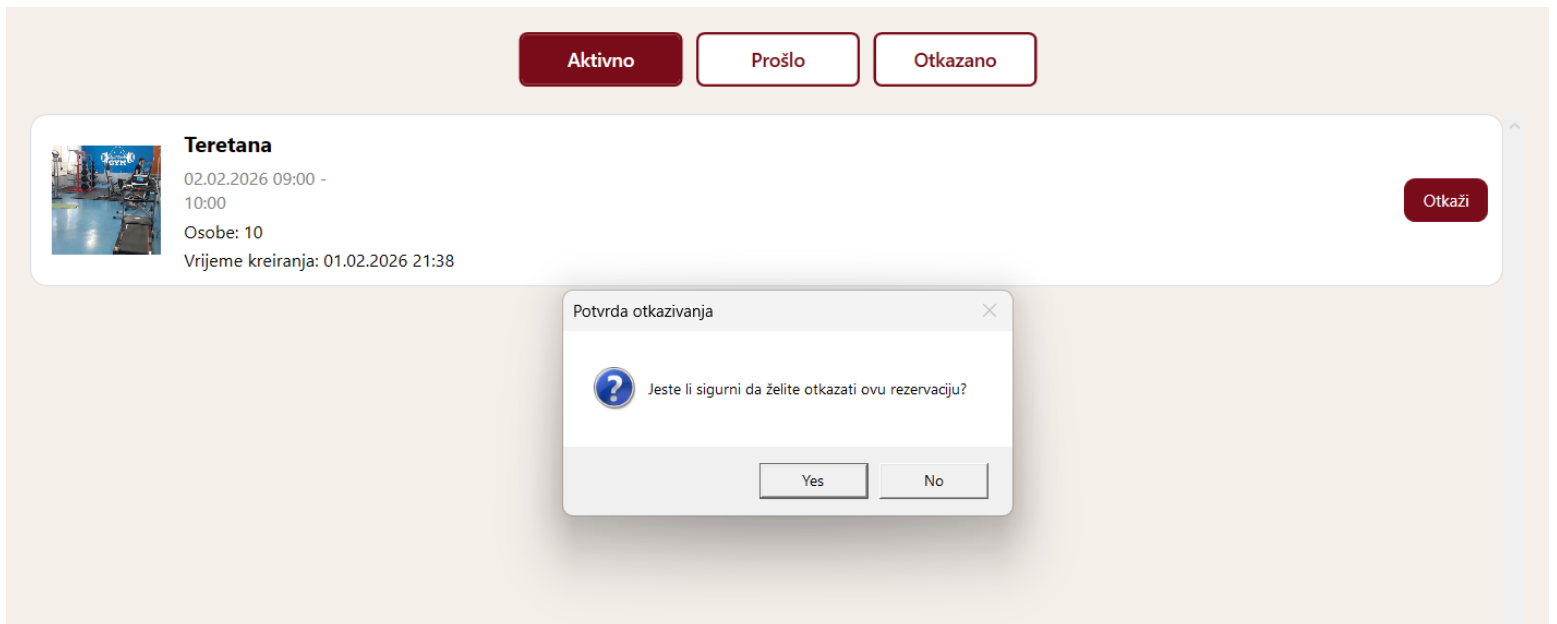 Aktivno
Prošlo
Otkazano
Teretana
02.02.2026 09:00 -
10:00
Osobe: 10
Vrijeme kreiranja: 01.02.2026 21:38
Otkaži
Potvrda otkazivanja
Jeste li sigurni da želite otkazati ovu rezervaciju?
Yes
No
GYM